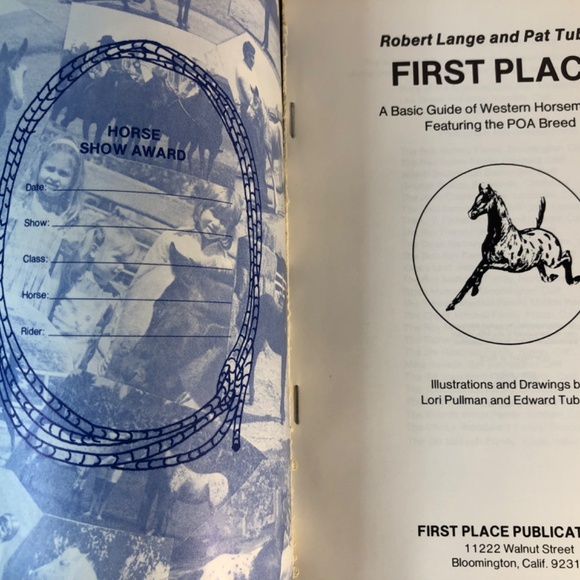 HORSE
SHOW AWARD
Date:
Show:
Class:
Horse:
Rider:
Robert Lange and Pat Tub
FIRST PLAC
A Basic Guide of Western Horsem
Featuring the POA Breed
Illustrations and Drawings b
Lori Pullman and Edward Tub
FIRST PLACE PUBLICAT
11222 Walnut Street
Bloomington, Calif. 9231